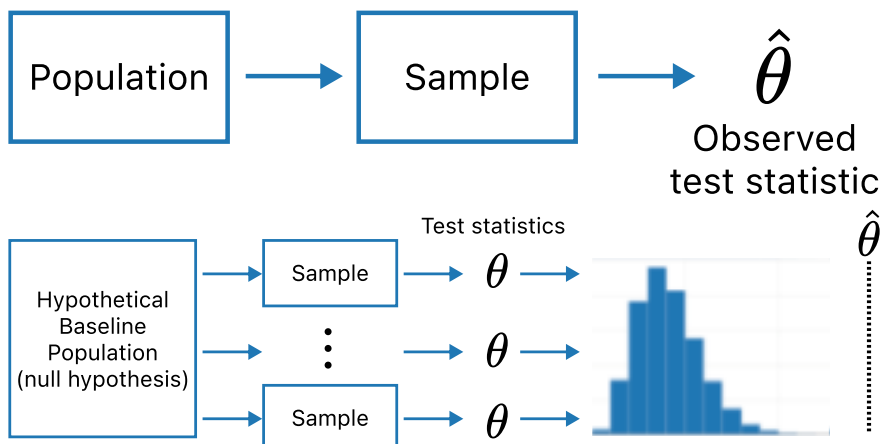 Population
Sample
θ̂
Observed
test statistic
Test statistics
θ̂
Hypothetical
Baseline
Population
(null hypothesis)
Sample
θ
⋮
θ
Sample
θ